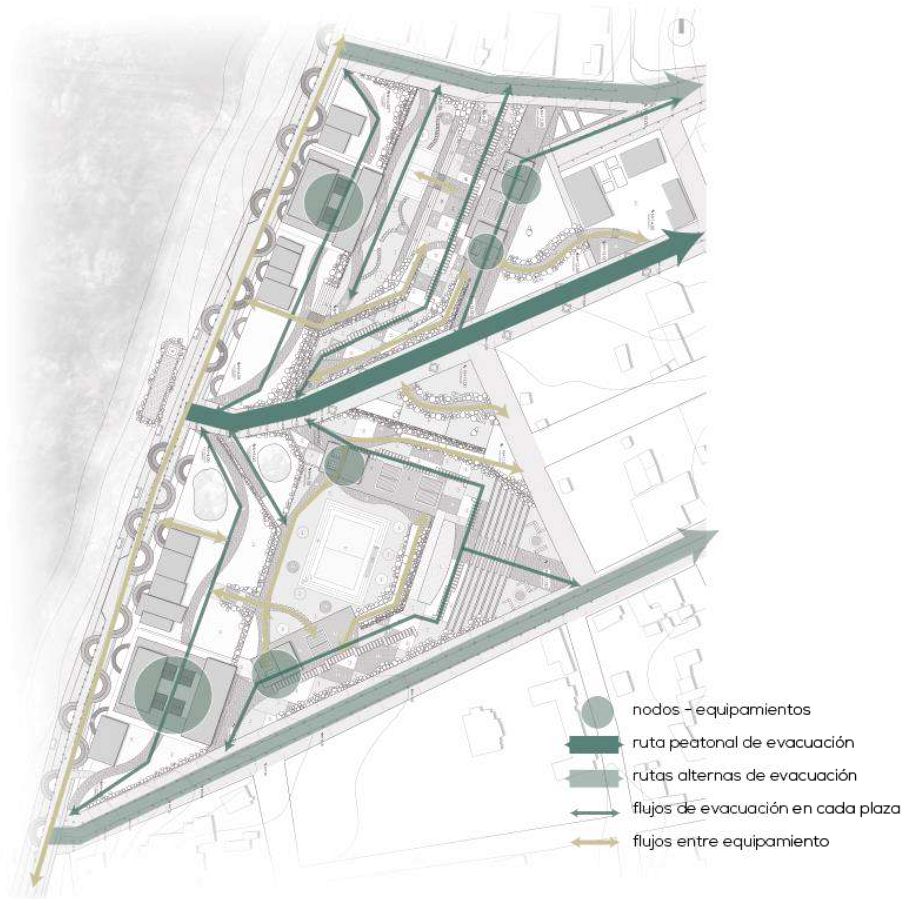 nodos - equipamientos
ruta peatonal de evacuación
rutas alternas de evacuación
flujos de evacuación en cada plaza
flujos entre equipamiento